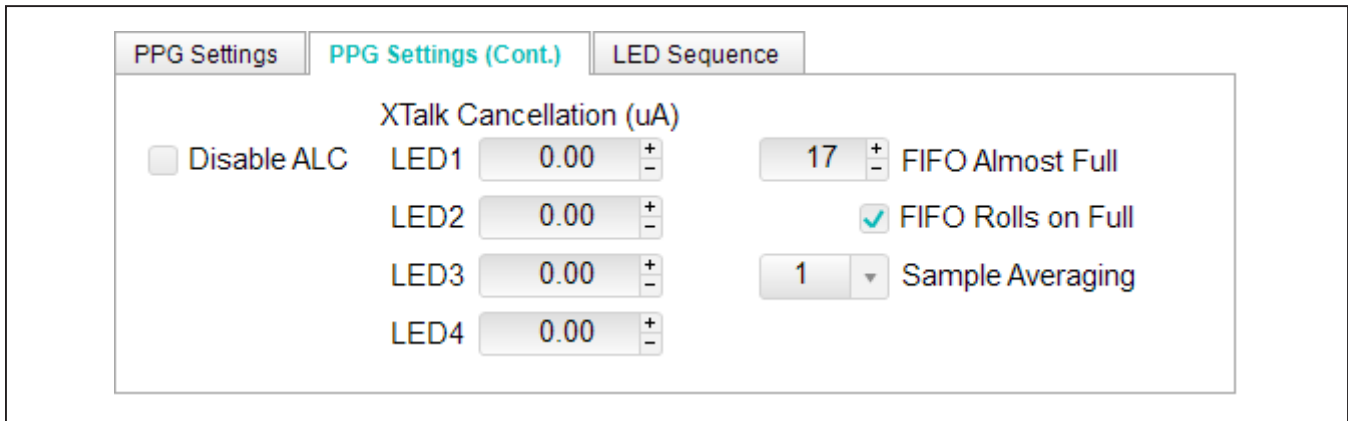 PPG Settings PPG Settings (Cont.) LED Sequence
XTalk Cancellation (uA)
Disable ALC LED1 0.00 + - 17 + - FIFO Almost Full
LED2 0.00 + - FIFO Rolls on Full
LED3 0.00 + - 1 Sample Averaging
LED4 0.00 + -